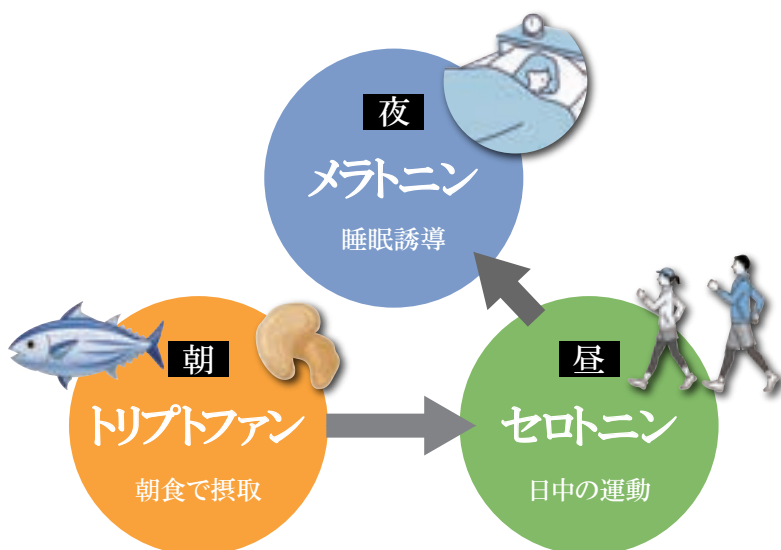 夜
メラトニン
睡眠誘導
朝
トリプトファン
朝食で摂取
昼
セロトニン
日中の運動